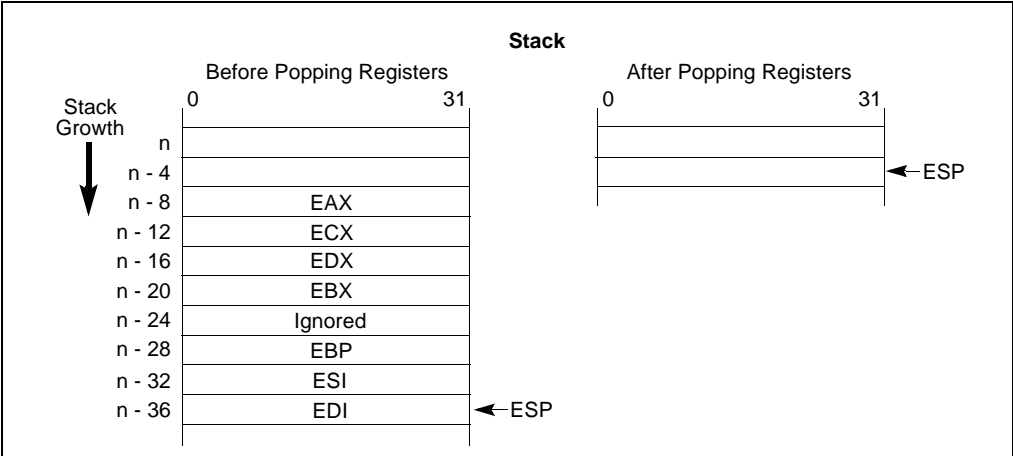 Stack
Before Popping Registers
After Popping Registers
Stack
Growth
0 31
0 31
n
n - 4
ESP
n - 8 EAX
n - 12 ECX
n - 16 EDX
n - 20 EBX
n - 24 Ignored
n - 28 EBP
n - 32 ESI
n - 36 EDI
ESP